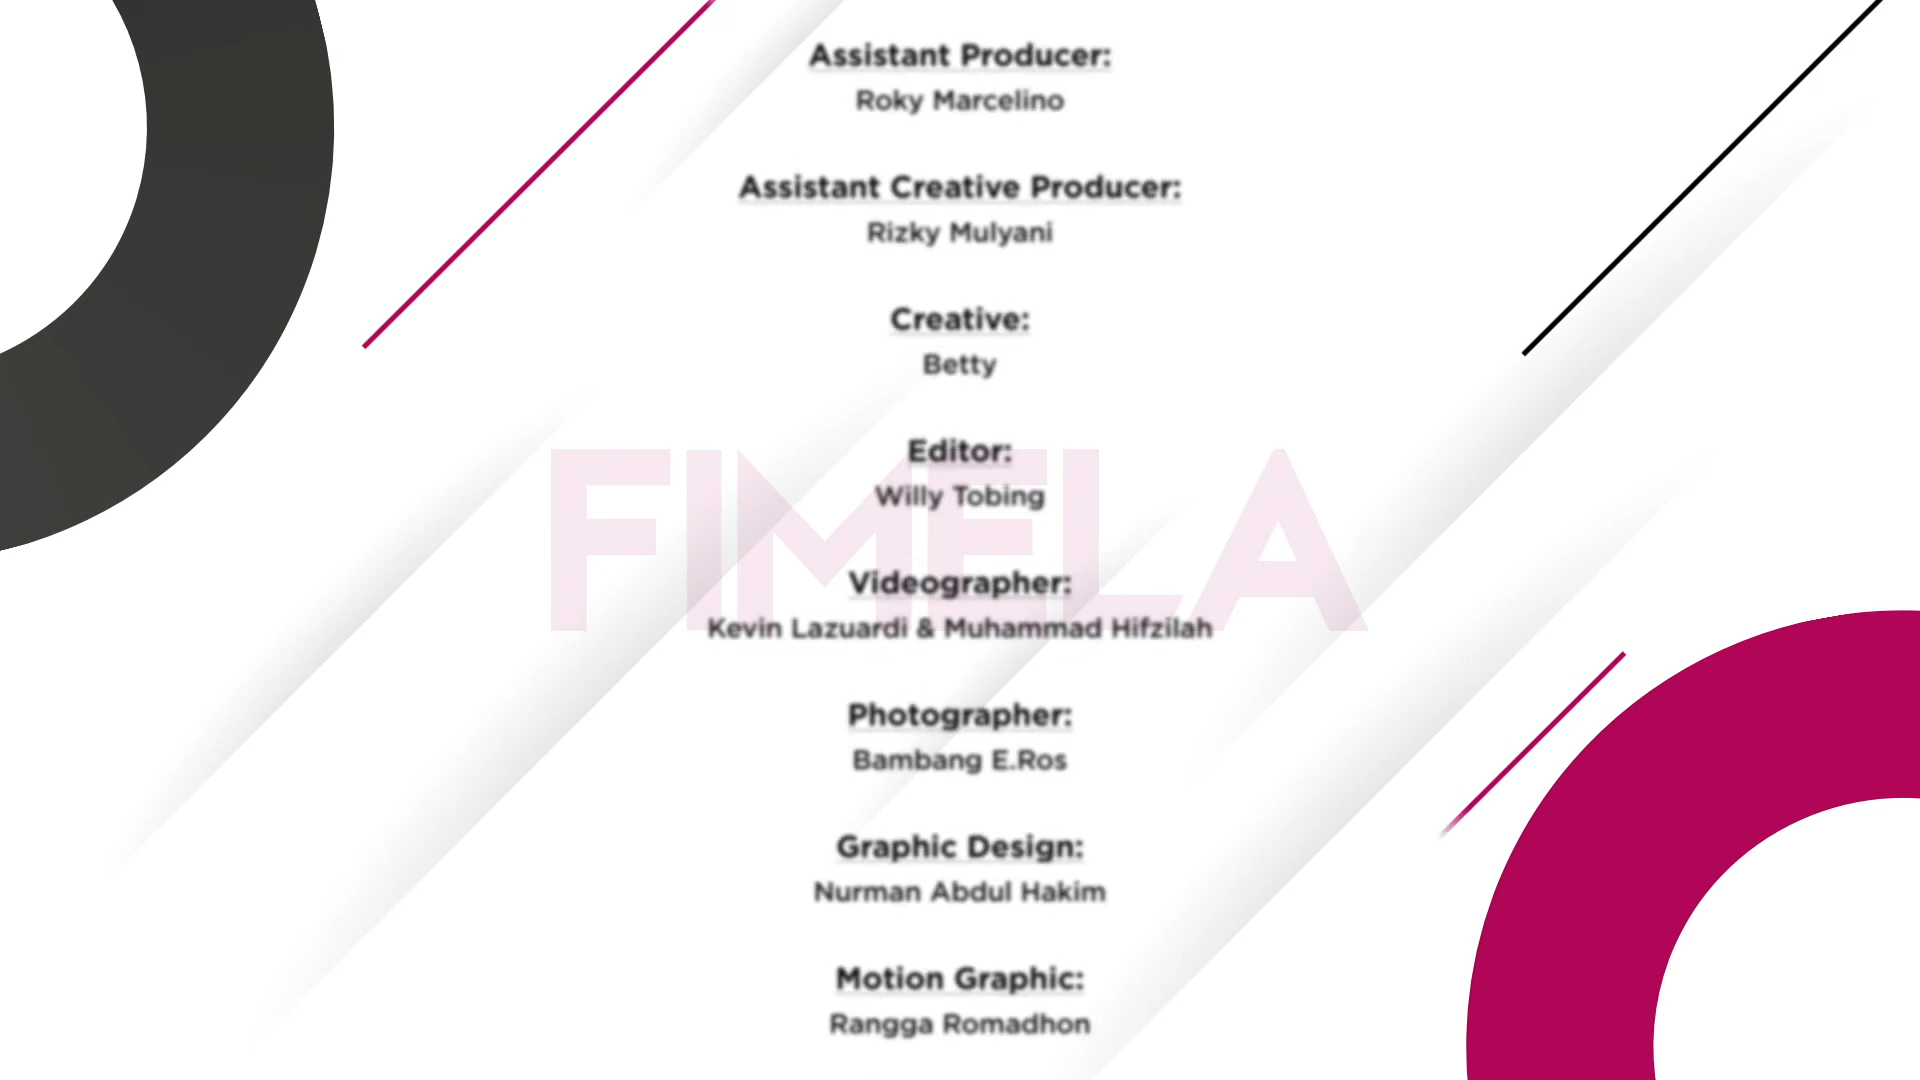 Assistant Producer:
Roky Marcelino
Assistant Creative Producer:
Rizky Mulyani
Creative:
Betty
Editor:
Willy Tobing
FIMELA
Videographer:
Kevin Lazuardi & Muhammad Hifzilah
Photographer:
Bambang E.Ros
Graphic Design:
Nurman Abdul Hakim
Motion Graphic:
Rangga Romadhon